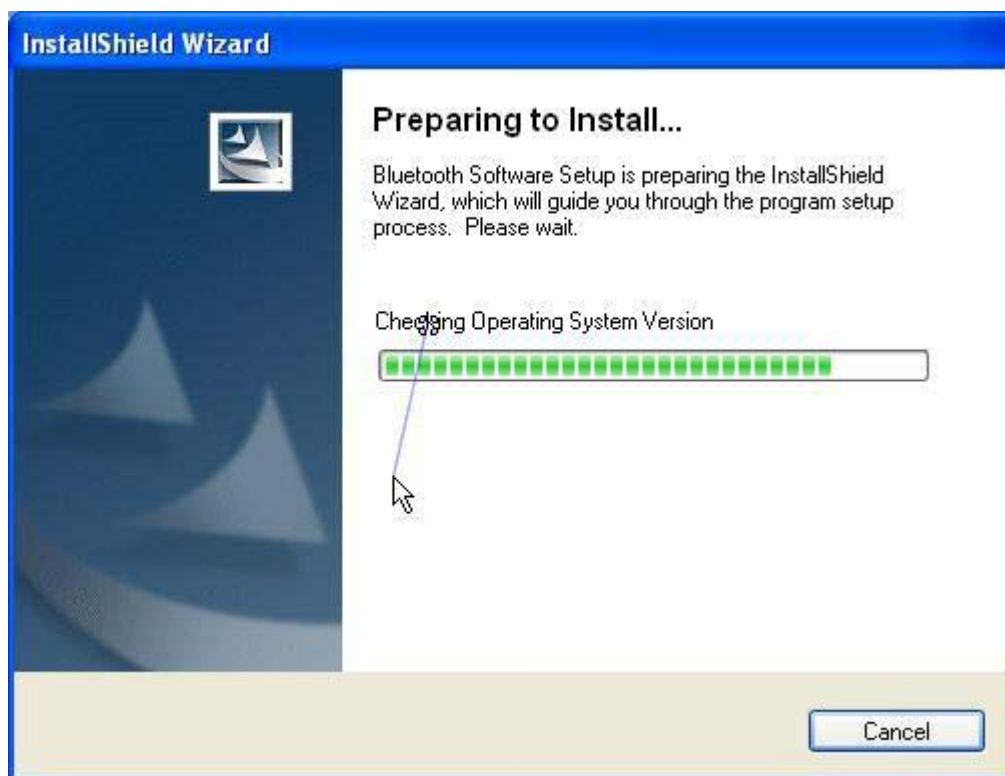 InstallShield Wizard
Preparing to Install...
Bluetooth Software Setup is preparing the InstallShield
Wizard, which will guide you through the program setup
process. Please wait.
Checking Operating System Version
Cancel